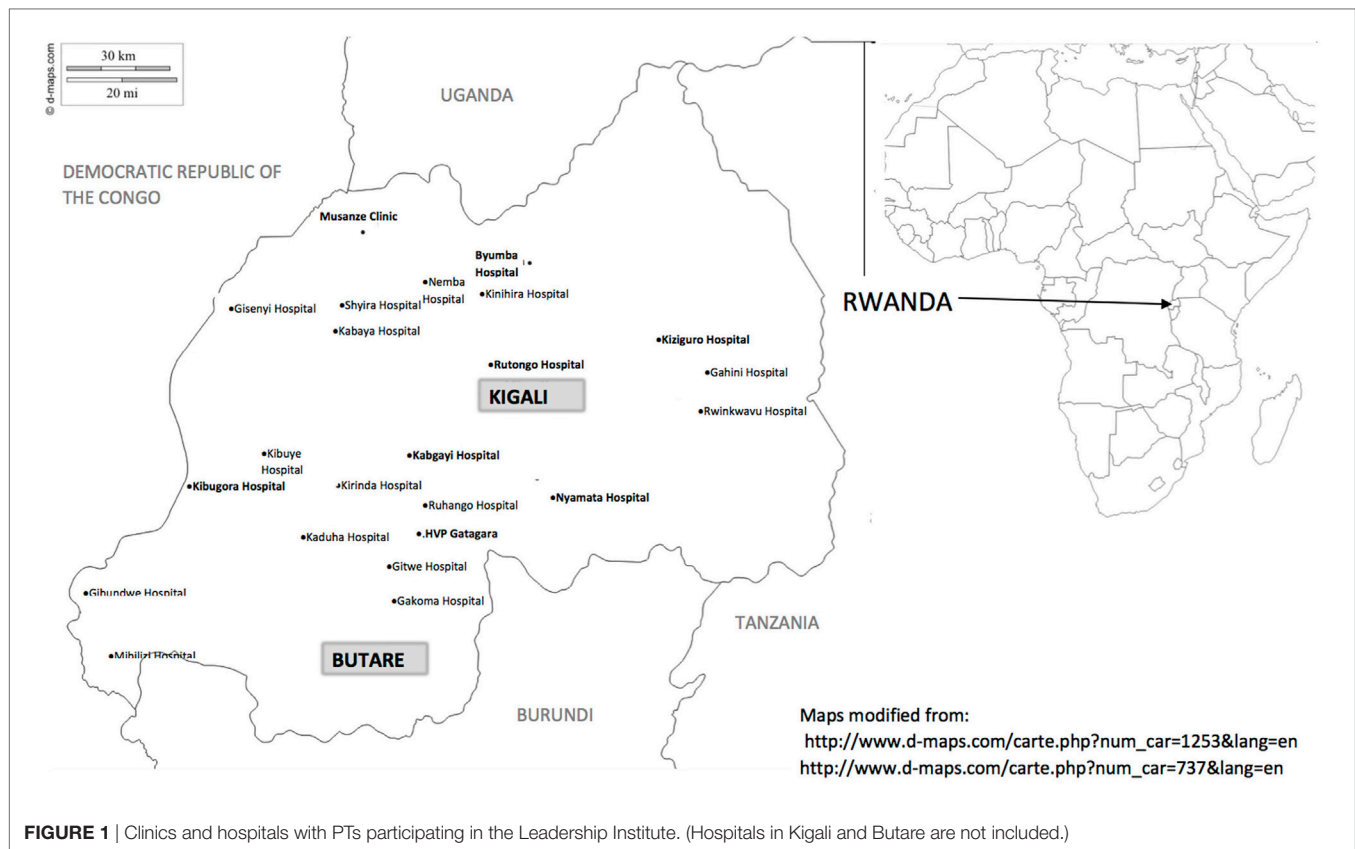 30 km
20 mi
© d-maps.com
UGANDA
DEMOCRATIC REPUBLIC OF
THE CONGO
Musanze Clinic
Byumba
Hospital
Nemba
Hospital
Kinihira Hospital
Gisenyi Hospital
Shyira Hospital
Kabaya Hospital
RWANDA
Kiziguro Hospital
Rutongo Hospital
Gahini Hospital
KIGALI
Rwinkwavu Hospital
Kibuye
Hospital
Kabgayi Hospital
Kibugora Hospital
Kirinda Hospital
Nyamata Hospital
Ruhango Hospital
Kaduha Hospital
.HVP Gatagara
Gitwe Hospital
Gihundwe Hospital
Gakoma Hospital
TANZANIA
Mibilizi Hospital
BUTARE
BURUNDI
Maps modified from:
http://www.d-maps.com/carte.php?num_car=1253&lang=en
http://www.d-maps.com/carte.php?num_car=737&lang=en
FIGURE 1 | Clinics and hospitals with PTs participating in the Leadership Institute. (Hospitals in Kigali and Butare are not included.)